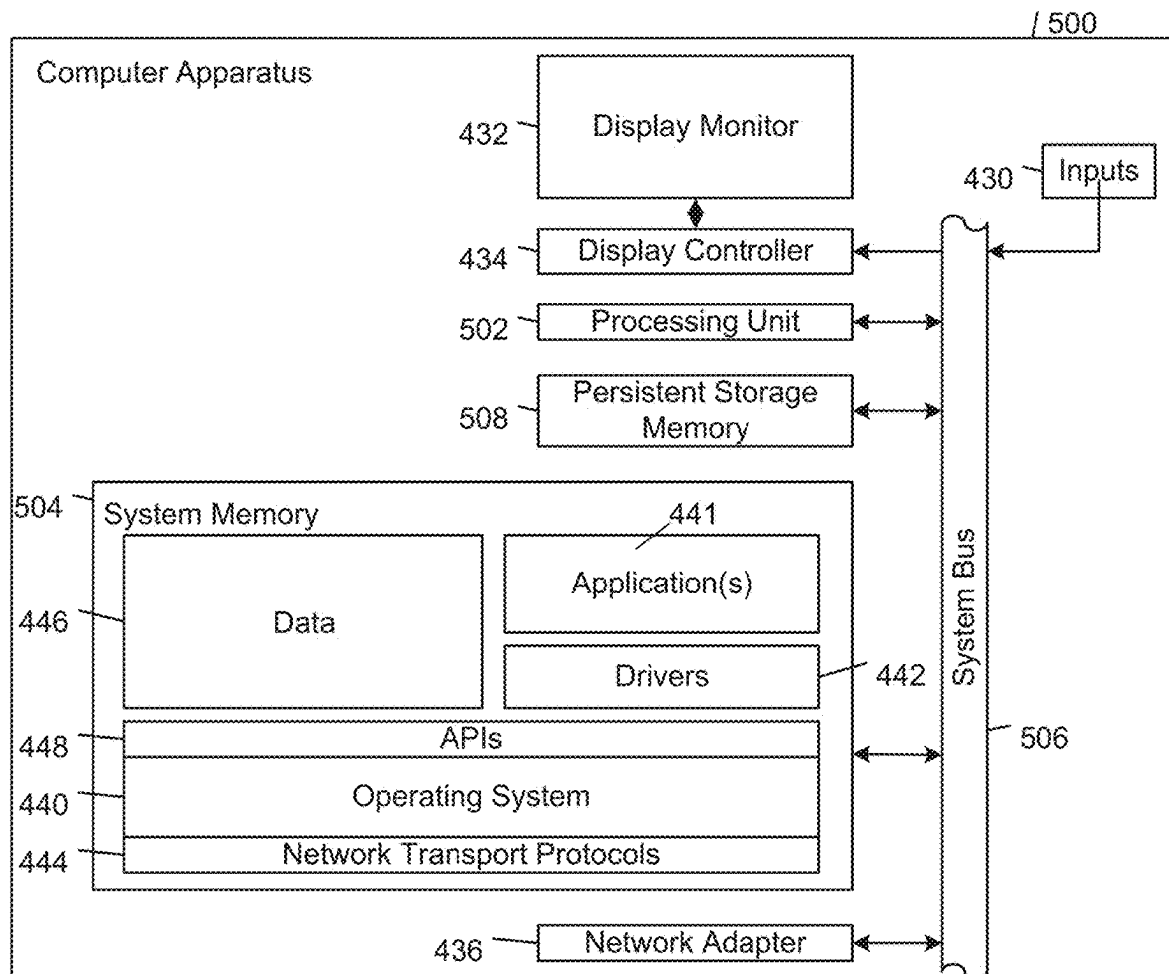 500
Computer Apparatus
432
Display Monitor
430
Inputs
434
Display Controller
502
Processing Unit
508
Persistent Storage
Memory
504
System Memory
441
446
Data
Application(s)
Drivers
442
System Bus
506
448
APIs
440
Operating System
444
Network Transport Protocols
436
Network Adapter